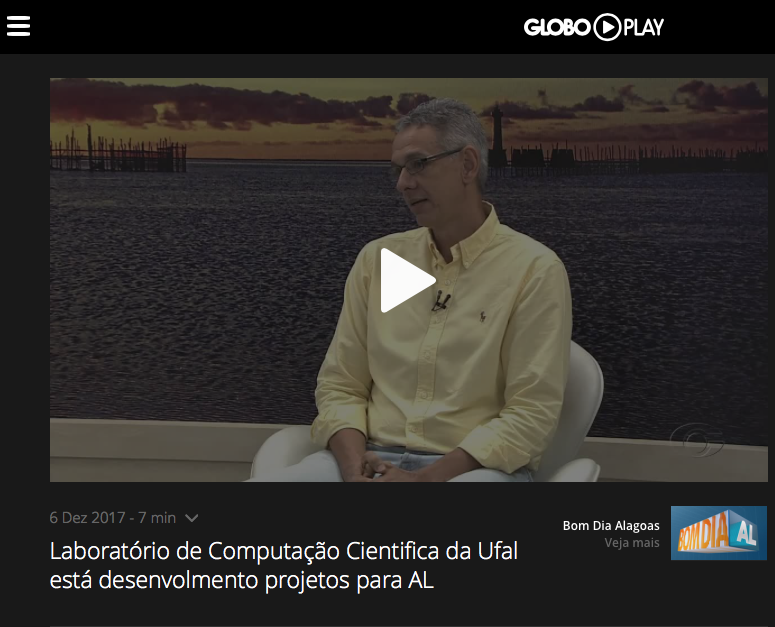 GLOBO PLAY
6 Dez 2017 - 7 min
Bom Dia Alagoas
Veja mais
BOM DIA AL
Laboratório de Computação Cientifica da Ufal
está desenvolmento projetos para AL